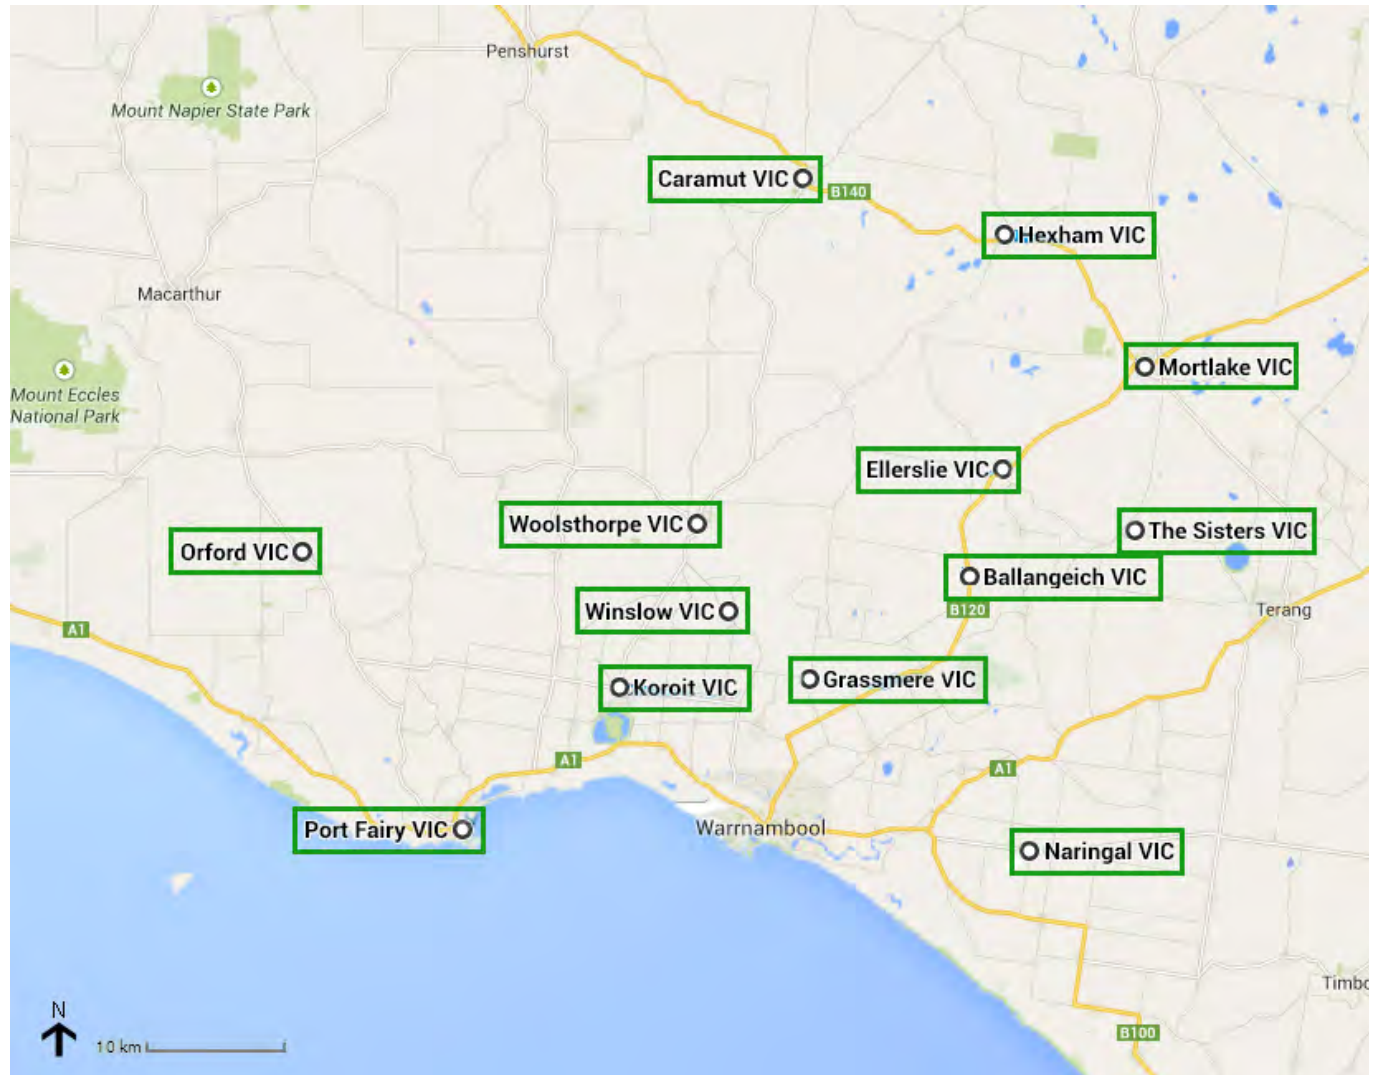 Penshurst
Mount Napier State Park
Caramut VIC
B140
Hexham VIC
Macarthur
Mortlake VIC
Mount Eccles
National Park
Ellerslie VIC
Woolsthorpe VIC
The Sisters VIC
Orford VIC
Ballangeich VIC
Winslow VIC
B120
Terang
A1
Koroit VIC
Grassmere VIC
A1
A1
Port Fairy VIC
Warrnambool
Naringal VIC
Timbo
N
10 km
B100